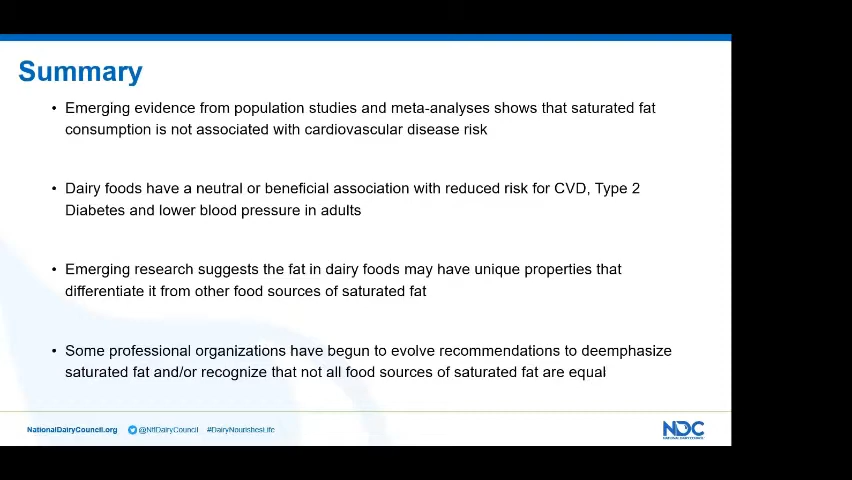 Summary
• Emerging evidence from population studies and meta-analyses shows that saturated fat
consumption is not associated with cardiovascular disease risk
• Dairy foods have a neutral or beneficial association with reduced risk for CVD, Type 2
Diabetes and lower blood pressure in adults
• Emerging research suggests the fat in dairy foods may have unique properties that
differentiate it from other food sources of saturated fat
• Some professional organizations have begun to evolve recommendations to deemphasize
saturated fat and/or recognize that not all food sources of saturated fat are equal
NationalDairyCouncil.org @NtlDairyCouncil #DairyNourishesLife
NDC
NATIONAL DAIRY COUNCIL